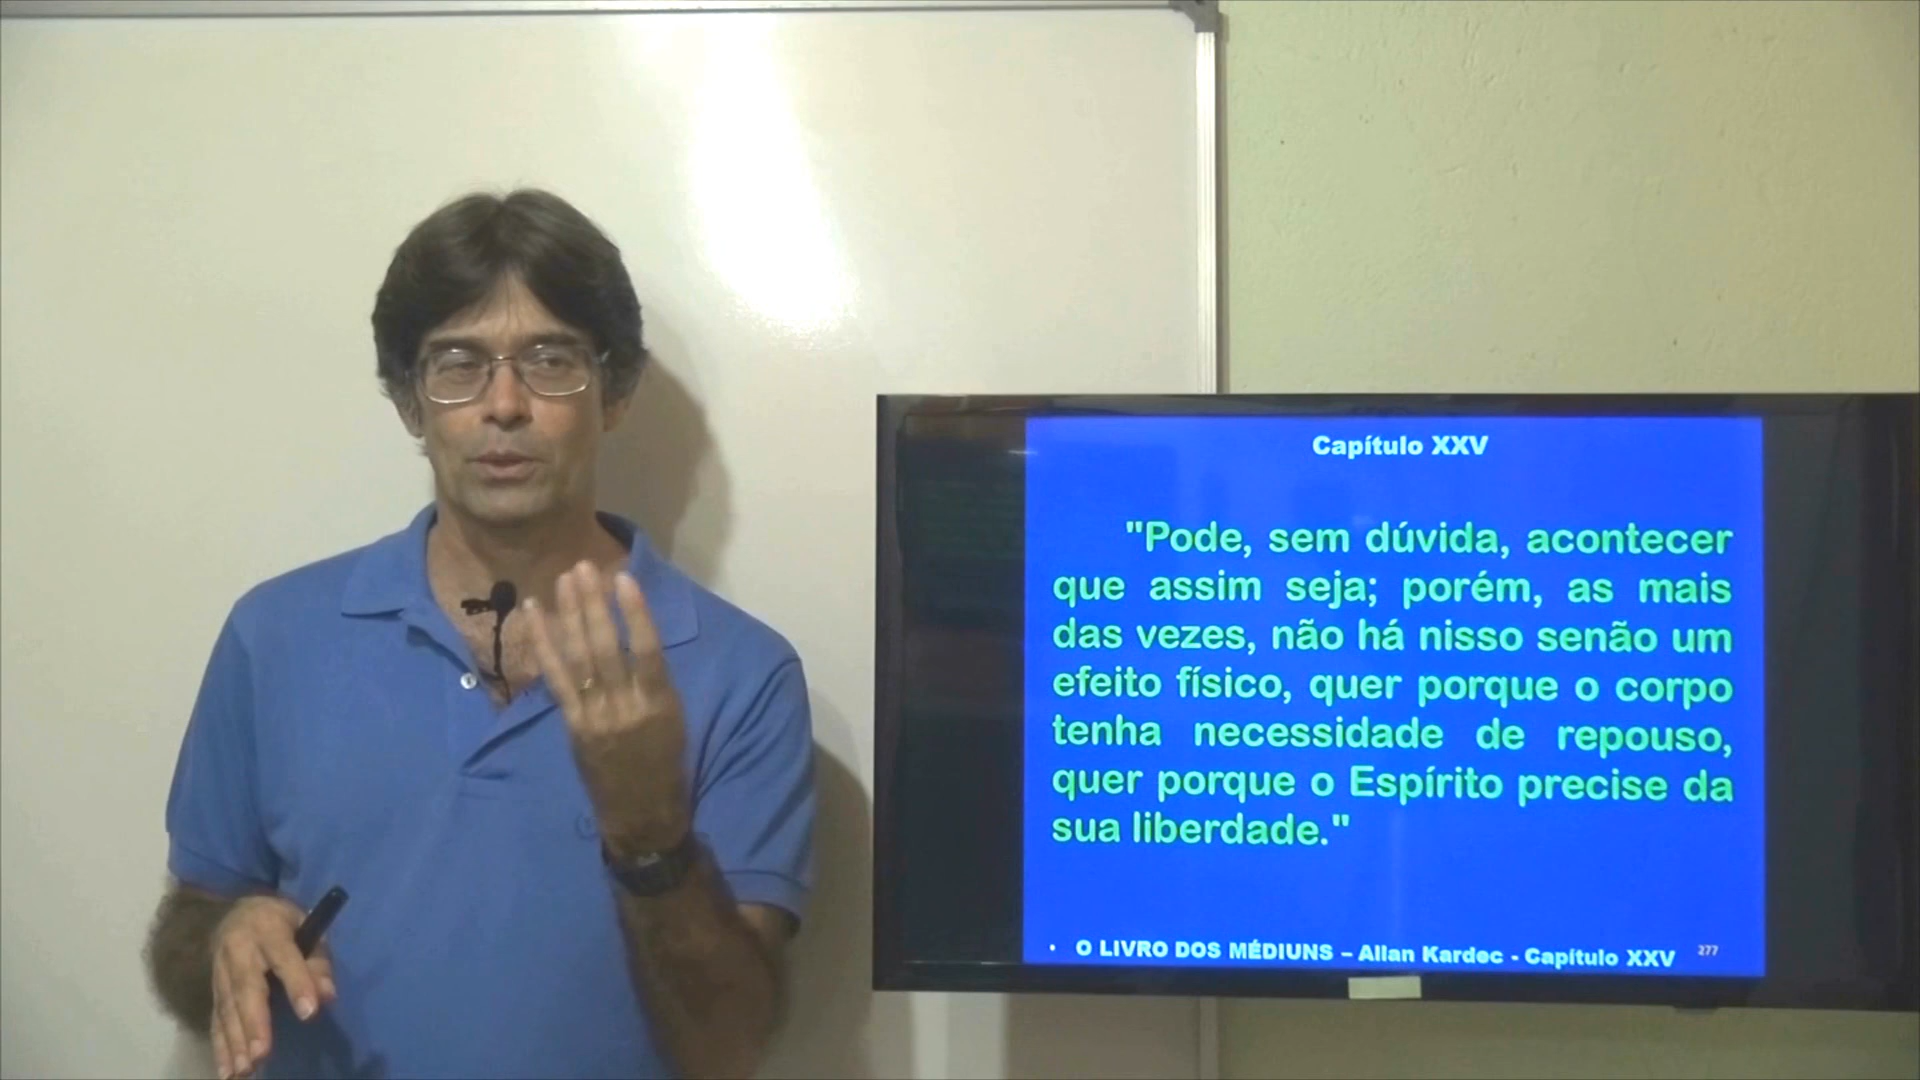 Capítulo XXV
"Pode, sem dúvida, acontecer
que assim seja; porém, as mais
das vezes, não há nisso senão um
efeito físico, quer porque o corpo
tenha necessidade de repouso,
quer porque o Espírito precise da
sua liberdade."
• O LIVRO DOS MÉDIUNS – Allan Kardec - Capítulo XXV 277